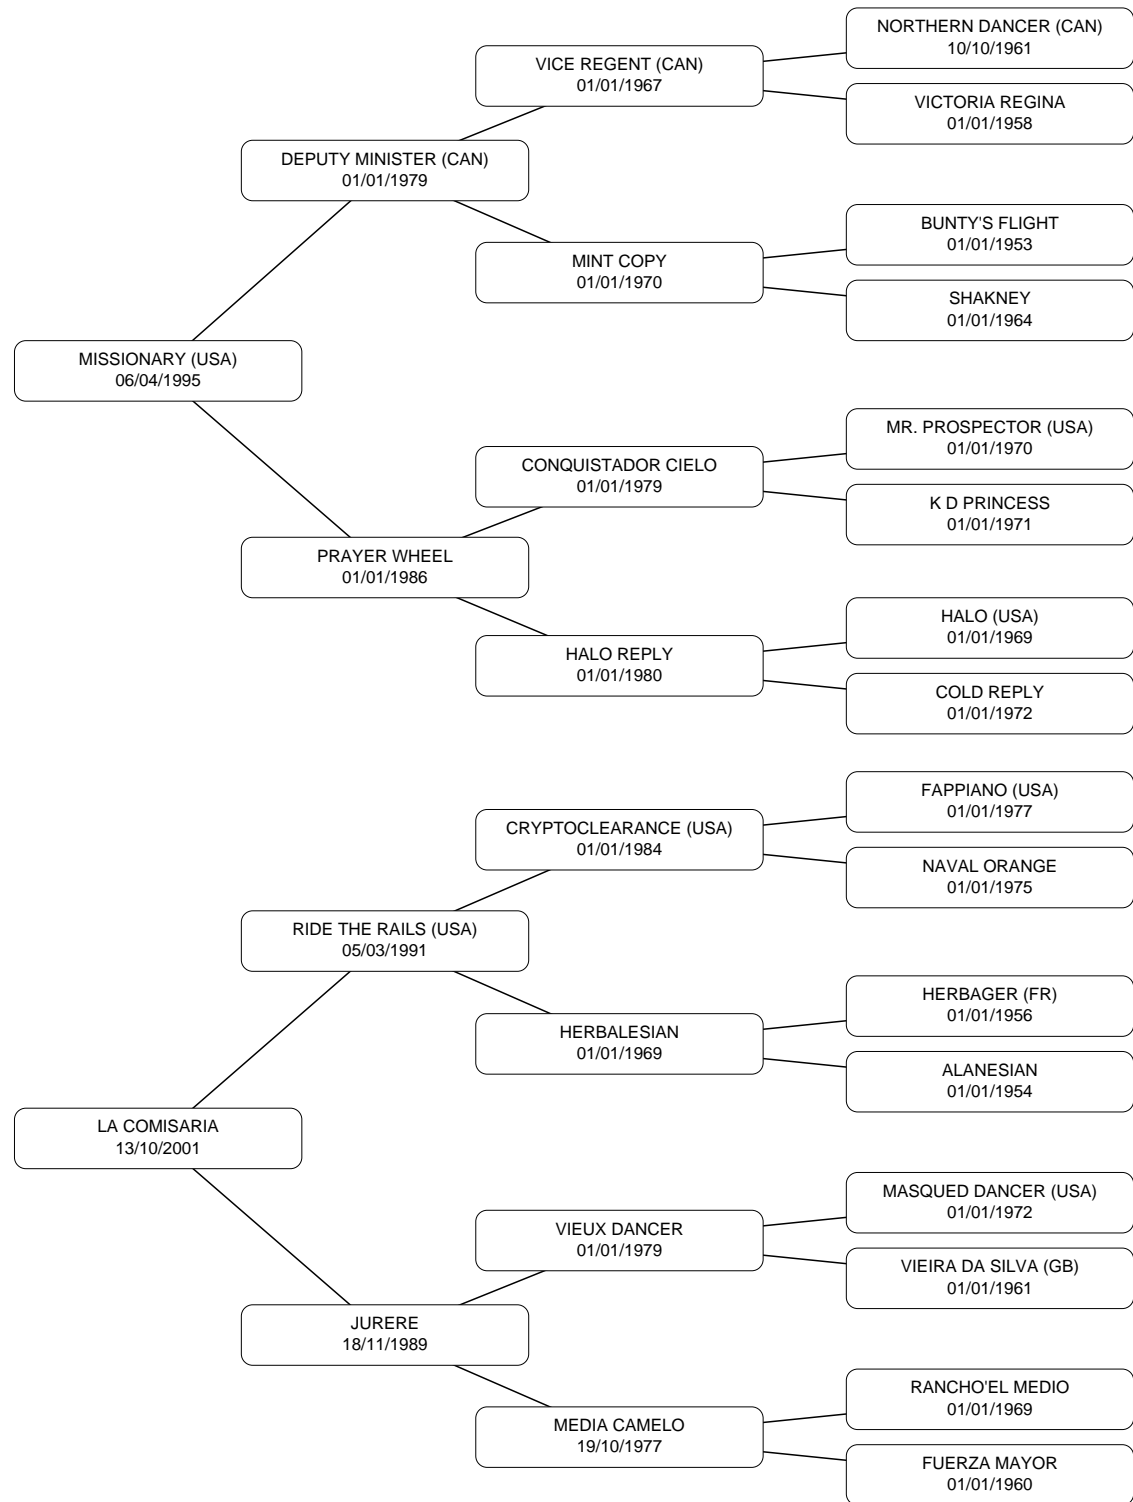 NORTHERN DANCER (CAN)
10/10/1961
VICE REGENT (CAN)
01/01/1967
VICTORIA REGINA
01/01/1958
DEPUTY MINISTER (CAN)
01/01/1979
BUNTY'S FLIGHT
01/01/1953
MINT COPY
01/01/1970
SHAKNEY
01/01/1964
MISSIONARY (USA)
06/04/1995
MR. PROSPECTOR (USA)
01/01/1970
CONQUISTADOR CIELO
01/01/1979
K D PRINCESS
01/01/1971
PRAYER WHEEL
01/01/1986
HALO (USA)
01/01/1969
HALO REPLY
01/01/1980
COLD REPLY
01/01/1972
FAPPIANO (USA)
01/01/1977
CRYPTOCLEARANCE (USA)
01/01/1984
NAVAL ORANGE
01/01/1975
RIDE THE RAILS (USA)
05/03/1991
HERBAGER (FR)
01/01/1956
HERBALESIAN
01/01/1969
ALANESIAN
01/01/1954
LA COMISARIA
13/10/2001
MASQUED DANCER (USA)
01/01/1972
VIEUX DANCER
01/01/1979
VIEIRA DA SILVA (GB)
01/01/1961
JURERE
18/11/1989
RANCHO'EL MEDIO
01/01/1969
MEDIA CAMELO
19/10/1977
FUERZA MAYOR
01/01/1960